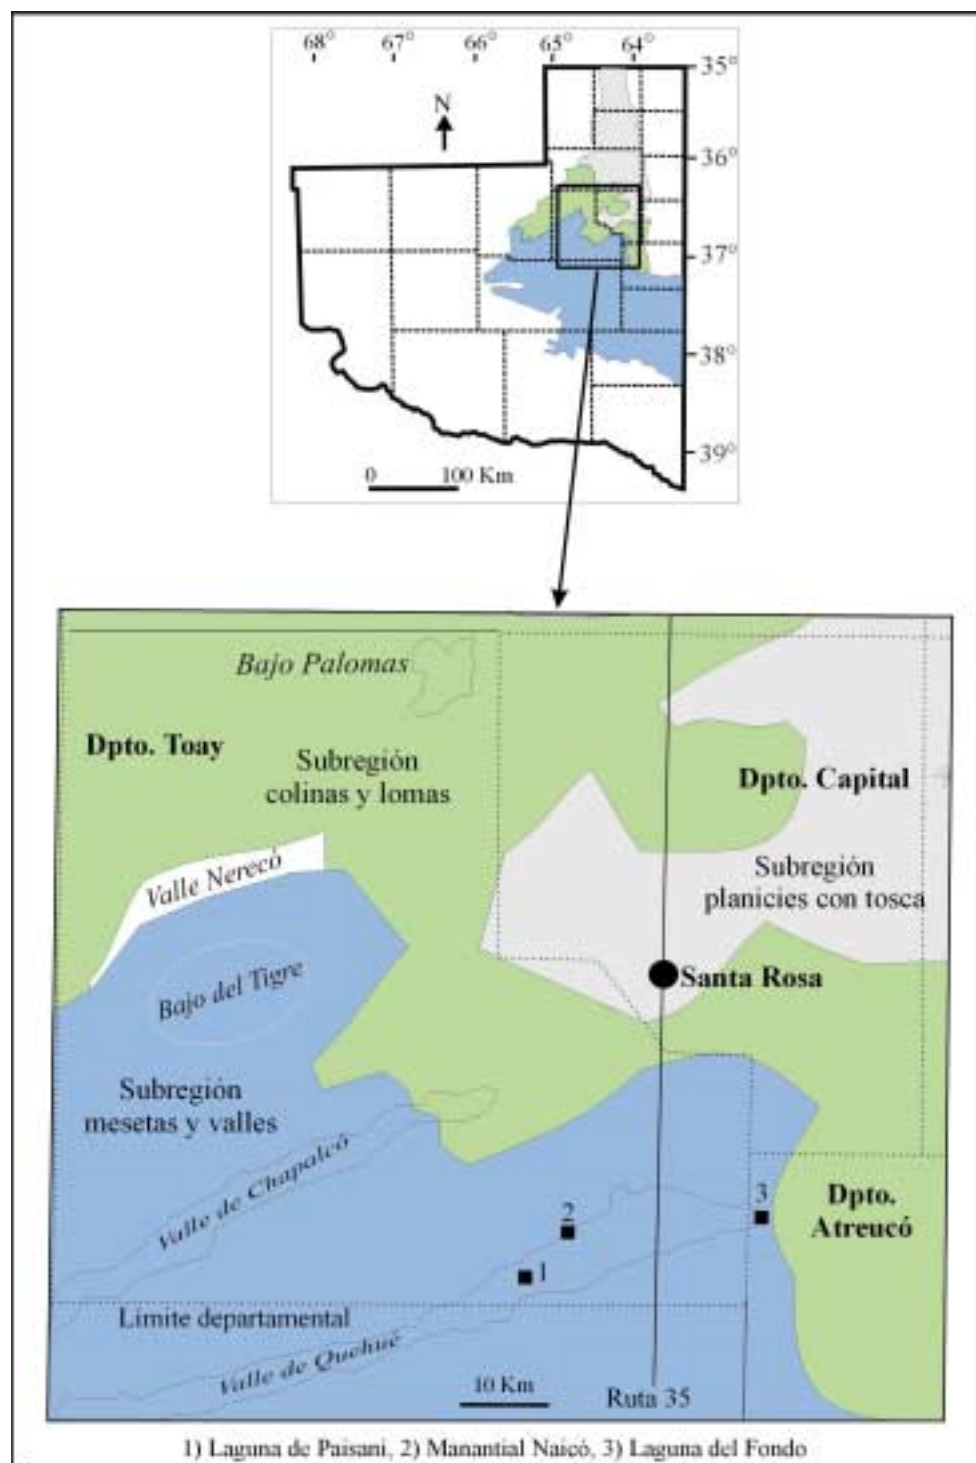 68° 67° 66° 65° 64°
35°
N
36°
37°
38°
39°
0 100 Km
Bajo Palomas
Dpto. Toay
Subregión
colinas y lomas
Dpto. Capital
Valle Nerecó
Subregión
planicies con tosca
Bajo del Tigre
Santa Rosa
Subregión
mesetas y valles
Valle de Chapalcó
3
Dpto.
Atreucó
2
1
Límite departamental
Valle de Quehué
10 Km
Ruta 35
1) Laguna de Paisani, 2) Manantial Naicó, 3) Laguna del Fondo